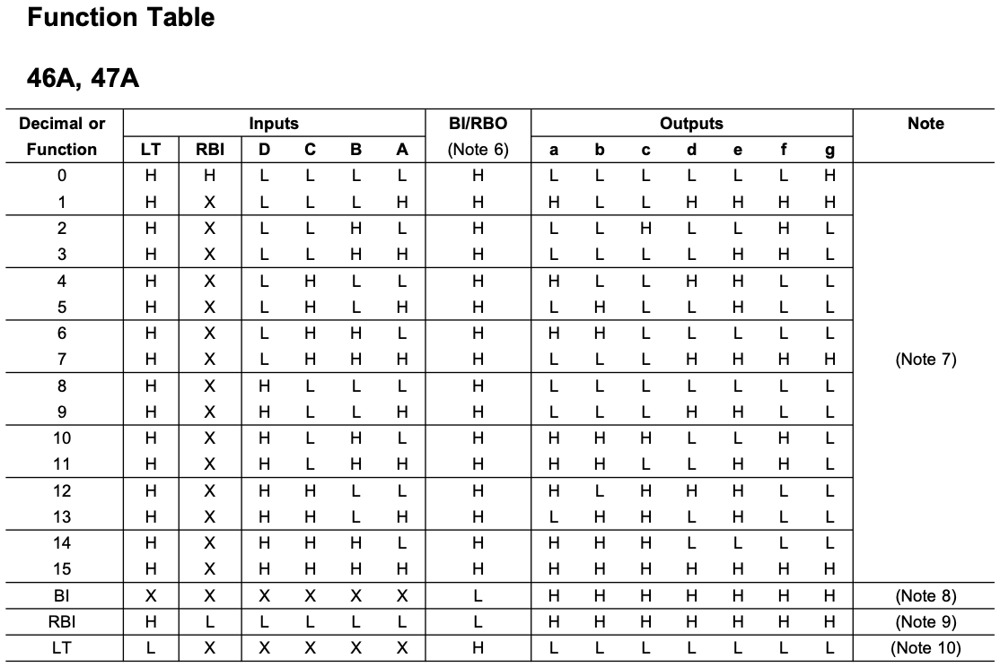 Function Table
46A, 47A
Decimal or Inputs BI/RBO Outputs Note
Function LT RBI D C B A (Note 6) a b c d e f g
0 H H L L L L H L L L L L L H
1 H X L L L H H H L L H H H H
2 H X L L H L H L L H L L H L
3 H X L L H H H L L L L H H L
4 H X L H L L H H L L H H L L
5 H X L H L H H L H L L H L L
6 H X L H H L H H H L L L L L
7 H X L H H H H L L L H H H H (Note 7)
8 H X H L L L H L L L L L L L
9 H X H L L H H L L L H H L L
10 H X H L H L H H H H L L H L
11 H X H L H H H H H L L H H L
12 H X H H L L H H L H H H L L
13 H X H H L H H L H H L H L L
14 H X H H H L H H H H L L L L
15 H X H H H H H H H H H H H H
BI X X X X X X L H H H H H H H (Note 8)
RBI H L L L L L L H H H H H H H (Note 9)
LT L X X X X X H L L L L L L L (Note 10)